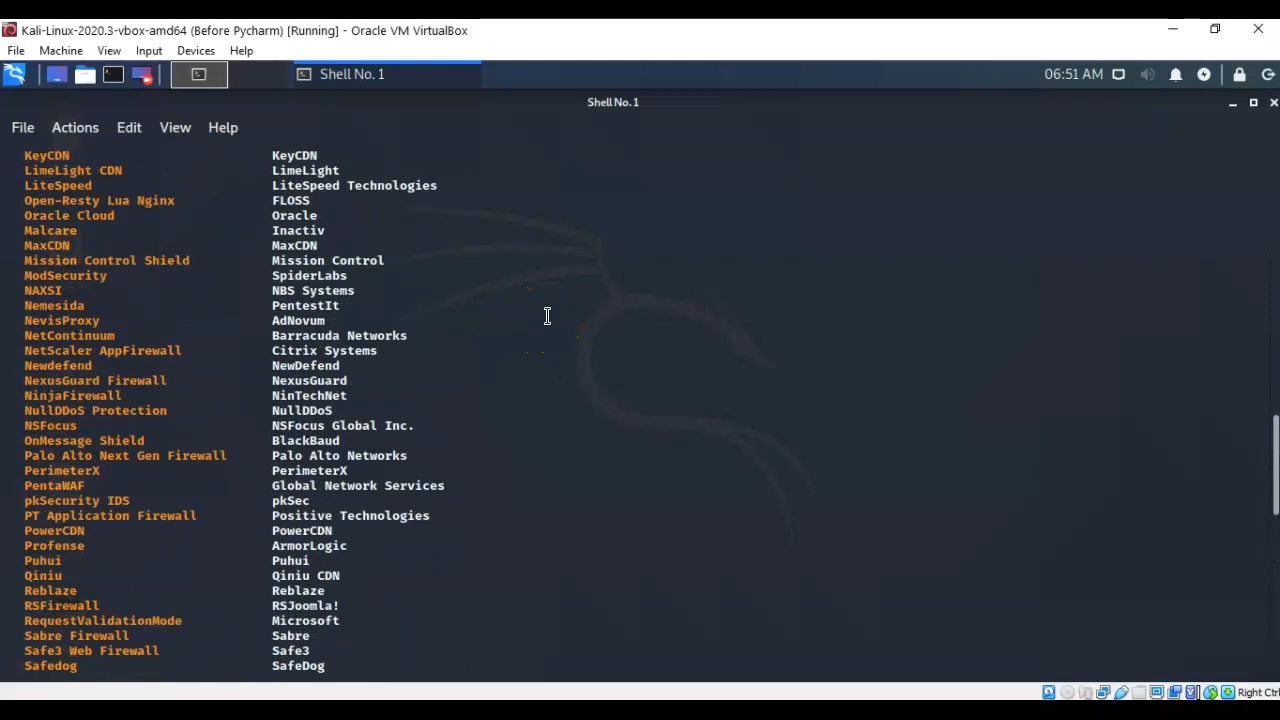 Kali-Linux-2020.3-vbox-amd64 (Before Pycharm) [Running] - Oracle VM VirtualBox
File Machine View Input Devices Help
Shell No. 1 06:51 AM
Shell No. 1
File Actions Edit View Help
KeyCDN KeyCDN
LimeLight CDN LimeLight
LiteSpeed LiteSpeed Technologies
Open-Resty Lua Nginx FLOSS
Oracle Cloud Oracle
Malcare Inactiv
MaxCDN MaxCDN
Mission Control Shield Mission Control
ModSecurity SpiderLabs
NAXSI NBS Systems
Nemesida PentestIt
NevisProxy AdNovum
NetContinuum Barracuda Networks
NetScaler AppFirewall Citrix Systems
Newdefend NewDefend
NexusGuard Firewall NexusGuard
NinjaFirewall NinTechNet
NullDDoS Protection NullDDoS
NSFocus NSFocus Global Inc.
OnMessage Shield BlackBaud
Palo Alto Next Gen Firewall Palo Alto Networks
PerimeterX PerimeterX
PentaWAF Global Network Services
pkSecurity IDS pkSec
PT Application Firewall Positive Technologies
PowerCDN PowerCDN
Profense ArmorLogic
Puhui Puhui
Qiniu Qiniu CDN
Reblaze Reblaze
RSFirewall RSJoomla!
RequestValidationMode Microsoft
Sabre Firewall Sabre
Safe3 Web Firewall Safe3
Safedog SafeDog
Right Ctrl